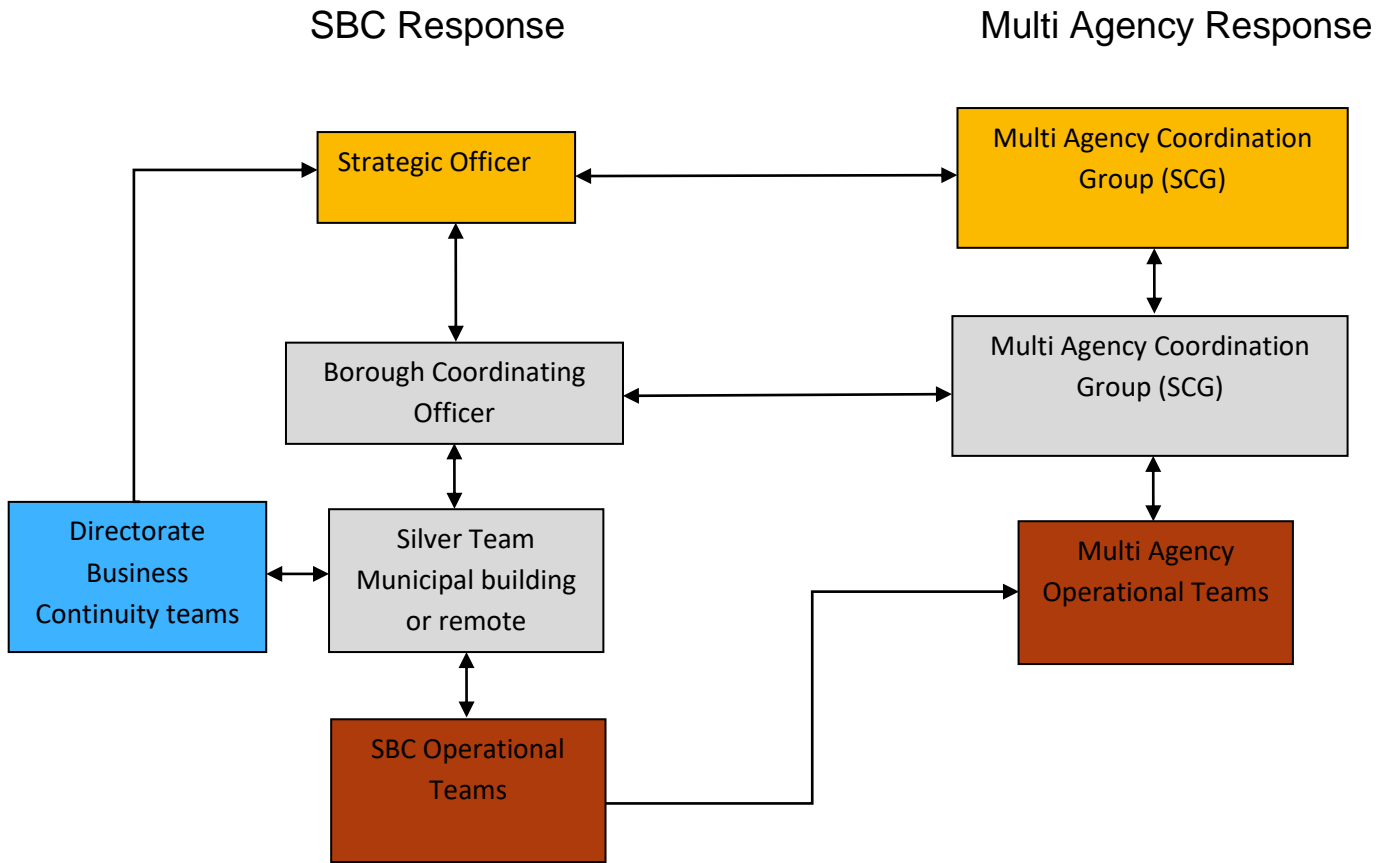 SBC Response
Multi Agency Response
Strategic Officer
Multi Agency Coordination
Group (SCG)
Borough Coordinating
Officer
Multi Agency Coordination
Group (SCG)
Directorate
Business
Continuity teams
Silver Team
Municipal building
or remote
Multi Agency
Operational Teams
SBC Operational
Teams